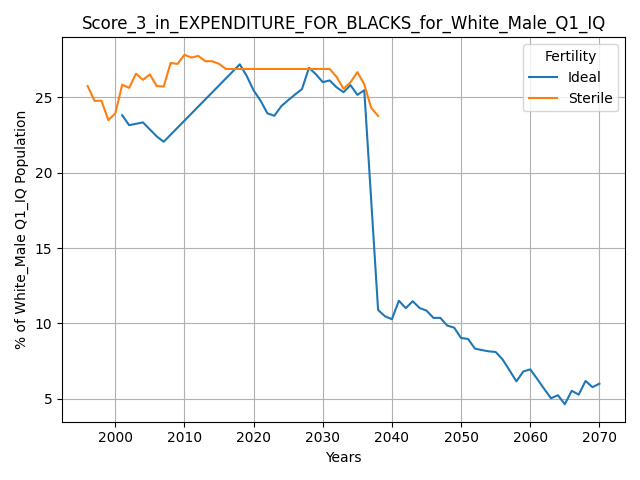 Score_3_in_EXPENDITURE_FOR_BLACKS_for_White_Male_Q1_IQ
Fertility
Ideal
Sterile
% of White_Male Q1_IQ Population
25
20
15
10
5
2000 2010 2020 2030 2040 2050 2060 2070
Years